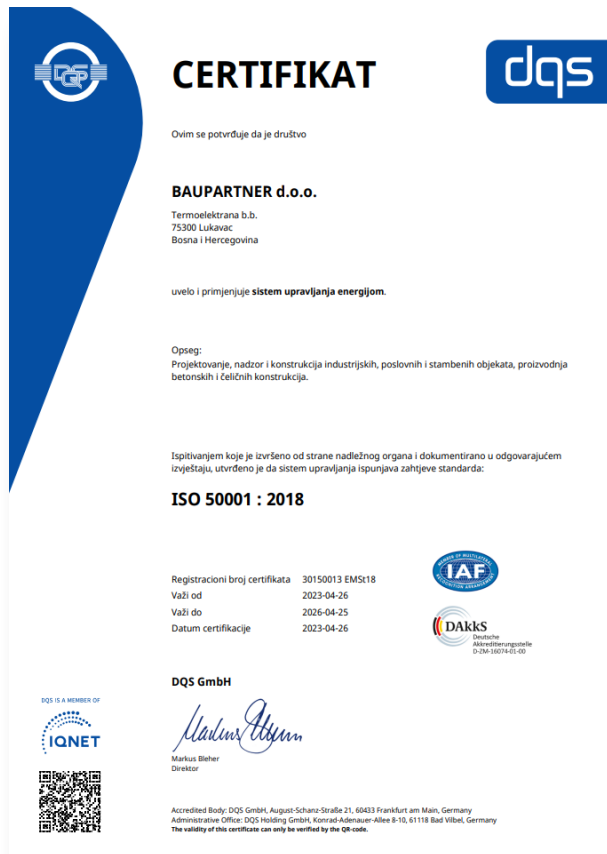 DQS
CERTIFIKAT
dqs
Ovim se potvrđuje da je društvo
BAUPARTNER d.o.o.
Termoelektrana b.b.
75300 Lukavac
Bosna i Hercegovina
uvelo i primjenjuje sistem upravljanja energijom.
Opseg:
Projektovanje, nadzor i konstrukcija industrijskih, poslovnih i stambenih objekata, proizvodnja
betonskih i čeličnih konstrukcija.
Ispitivanjem koje je izvršeno od strane nadležnog organa i dokumentirano u odgovarajućem
izvještaju, utvrđeno je da sistem upravljanja ispunjava zahtjeve standarda:
ISO 50001 : 2018
Registracioni broj certifikata 30150013 EMSt18
Važi od 2023-04-26
Važi do 2026-04-25
Datum certifikacije 2023-04-26
MEMBER OF MULTILATERAL
IAF
RECOGNITION ARRANGEMENT
DAkkS
Deutsche
Akkreditierungsstelle
D-ZM-16074-01-00
DQS GmbH
Markus Bleher
Direktor
DQS IS A MEMBER OF
IQNET
Accredited Body: DQS GmbH, August-Schanz-Straße 21, 60433 Frankfurt am Main, Germany
Administrative Office: DQS Holding GmbH, Konrad-Adenauer-Allee 8-10, 61118 Bad Vilbel, Germany
The validity of this certificate can only be verified by the QR-code.